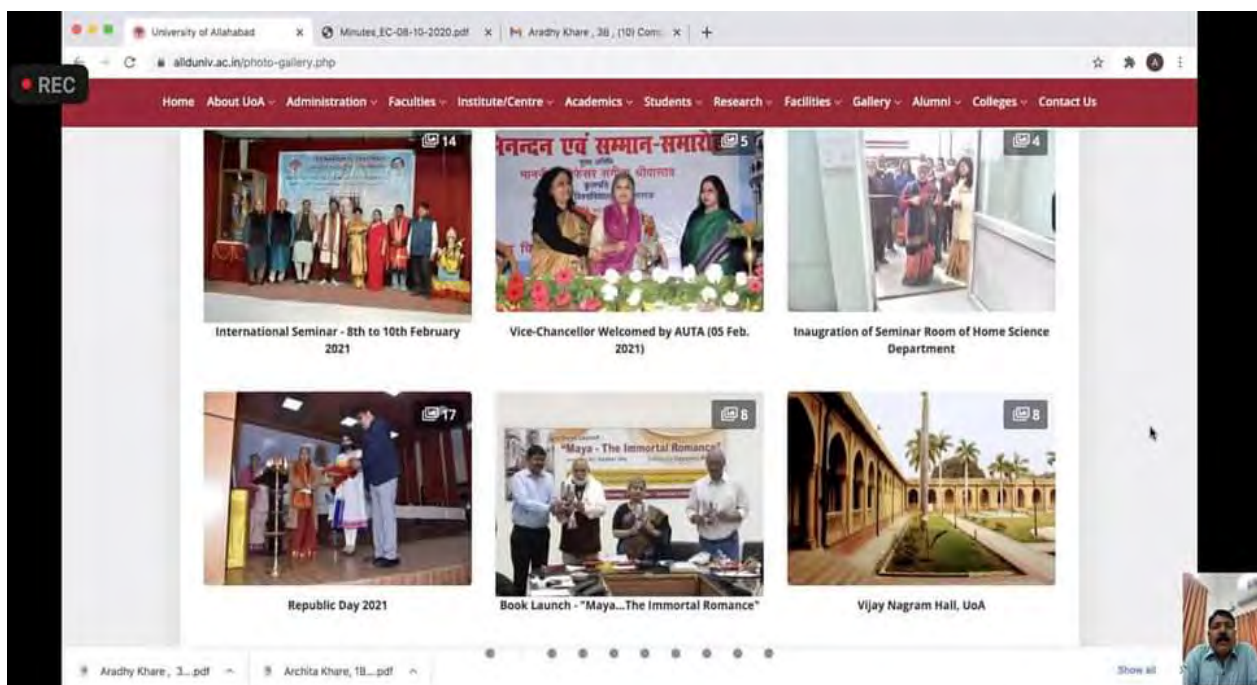 University of Allahabad
Minutes_EC-08-10-2020.pdf
Aradhy Khare , 3B , (10) Com
REC
allduniv.ac.in/photo-gallery.php
A
Home About UoA Administration Faculties Institute/Centre Academics Students Research Facilities Gallery Alumni Colleges Contact Us
14
5
4
एवं सम्मान-समारो
International Seminar - 8th to 10th February
2021
Vice-Chancellor Welcomed by AUTA (05 Feb.
2021)
Inaugration of Seminar Room of Home Science
Department
17
8
8
"Maya - The Immortal Romance"
Republic Day 2021
Book Launch - "Maya...The Immortal Romance"
Vijay Nagram Hall, UoA
Aradhy Khare , 3....pdf
Archita Khare, 1B....pdf
Show all